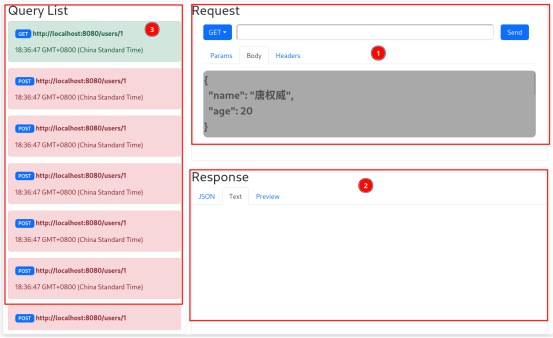 Query List
GET http://localhost:8080/users/1
18:36:47 GMT+0800 (China Standard Time)
POST http://localhost:8080/users/1
18:36:47 GMT+0800 (China Standard Time)
POST http://localhost:8080/users/1
18:36:47 GMT+0800 (China Standard Time)
POST http://localhost:8080/users/1
18:36:47 GMT+0800 (China Standard Time)
POST http://localhost:8080/users/1
18:36:47 GMT+0800 (China Standard Time)
POST http://localhost:8080/users/1
18:36:47 GMT+0800 (China Standard Time)
POST http://localhost:8080/users/1
3
Request
GET
Send
Params Body Headers
1
{
"name": "唐权威",
"age": 20
}
Response
2
JSON Text Preview